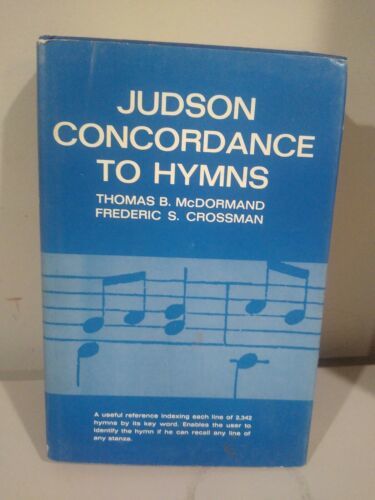 JUDSON
CONCORDANCE
TO HYMNS
THOMAS B. McDORMAND
FREDERIC S. CROSSMAN
A useful reference indexing each line of 2,342
hymns by its key word. Enables the user to
identify the hymn if he can recall any line of
any stanza.